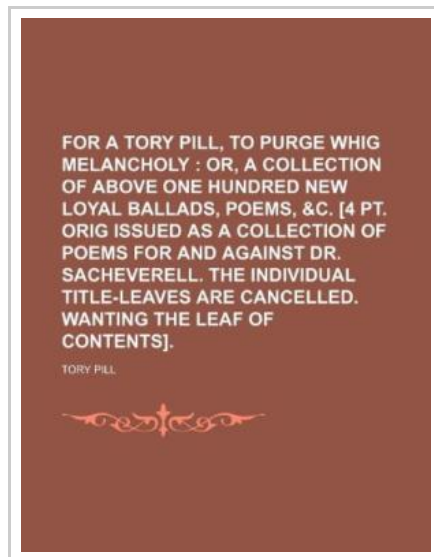 FOR A TORY PILL, TO PURGE WHIG
MELANCHOLY : OR, A COLLECTION
OF ABOVE ONE HUNDRED NEW
LOYAL BALLADS, POEMS, &C. [4 PT.
ORIG ISSUED AS A COLLECTION OF
POEMS FOR AND AGAINST DR.
SACHEVERELL. THE INDIVIDUAL
TITLE-LEAVES ARE CANCELLED.
WANTING THE LEAF OF
CONTENTS].
TORY PILL